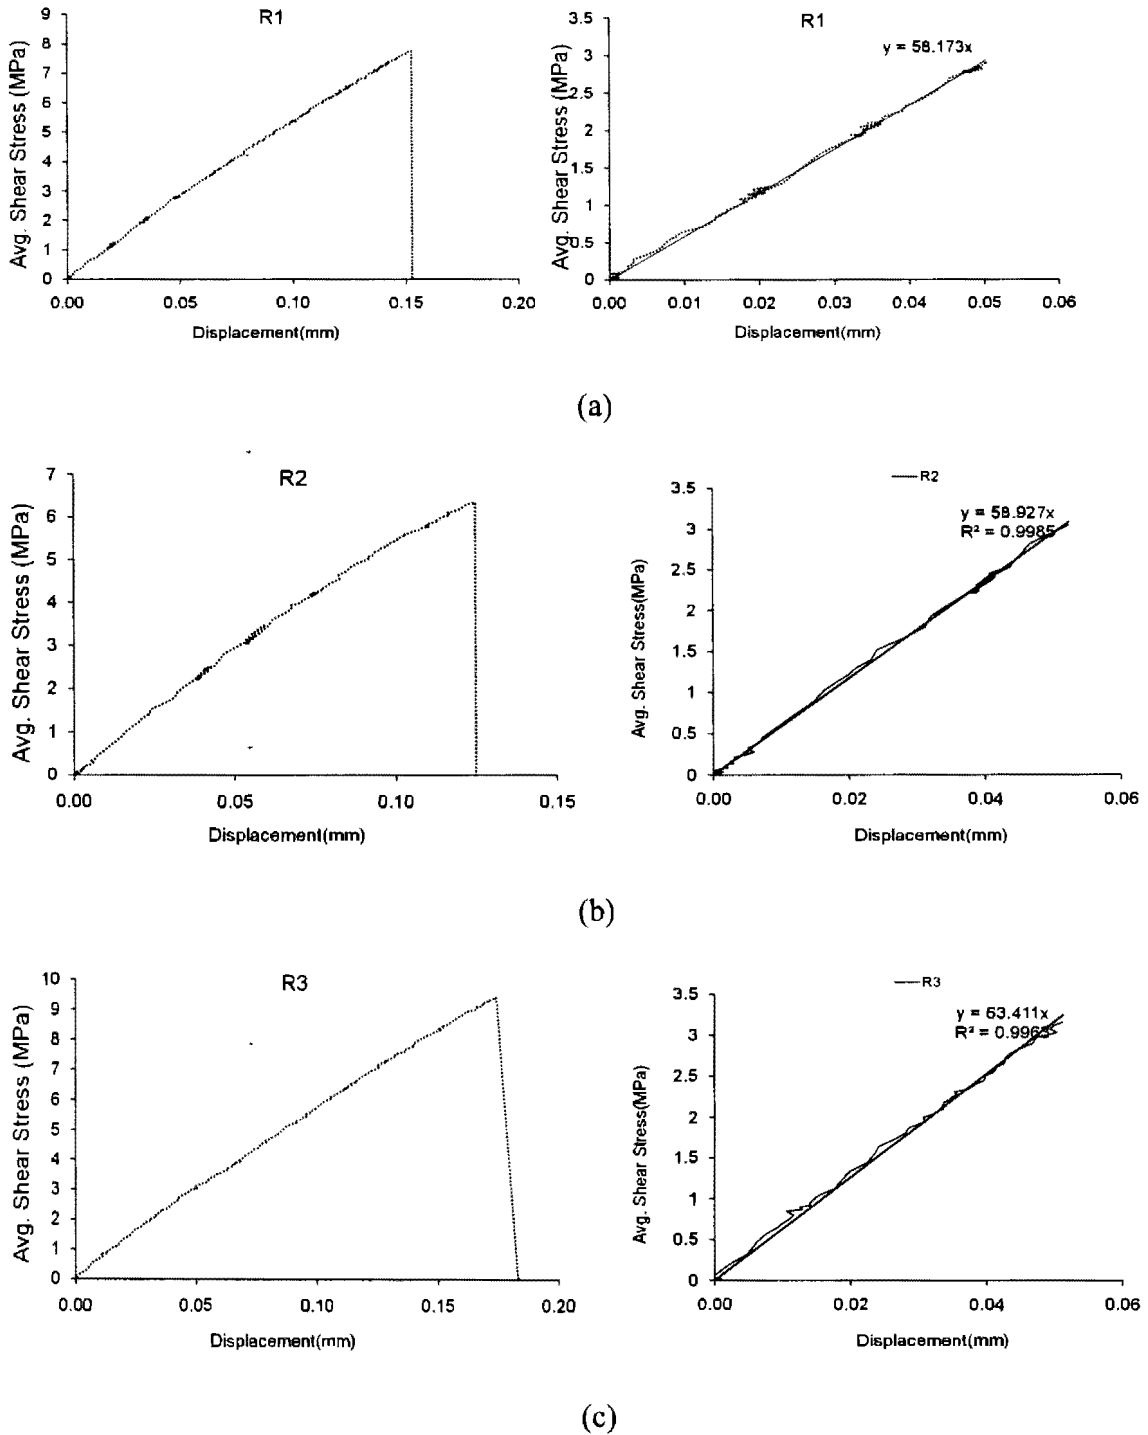 R1
Avg. Shear Stress (MPa)
9
8
7
6
5
4
3
2
1
0
0.00 0.05 0.10 0.15 0.20
Displacement(mm)
R1
y = 58.173x
Avg. Shear Stress (MPa)
3.5
3
2.5
2
1.5
1
0.5
0
0.00 0.01 0.02 0.03 0.04 0.05 0.06
Displacement(mm)
(a)
R2
Avg. Shear Stress (MPa)
7
6
5
4
3
2
1
0
0.00 0.05 0.10 0.15
Displacement(mm)
R2
y = 58.927x
R² = 0.9985
Avg. Shear Stress(MPa)
3.5
3
2.5
2
1.5
1
0.5
0
0.00 0.02 0.04 0.06
Displacement(mm)
(b)
R3
Avg. Shear Stress (MPa)
10
9
8
7
6
5
4
3
2
1
0
0.00 0.05 0.10 0.15 0.20
Displacement(mm)
R3
y = 63.411x
R² = 0.9963
Avg. Shear Stress(MPa)
3.5
3
2.5
2
1.5
1
0.5
0
0.00 0.02 0.04 0.06
Displacement(mm)
(c)